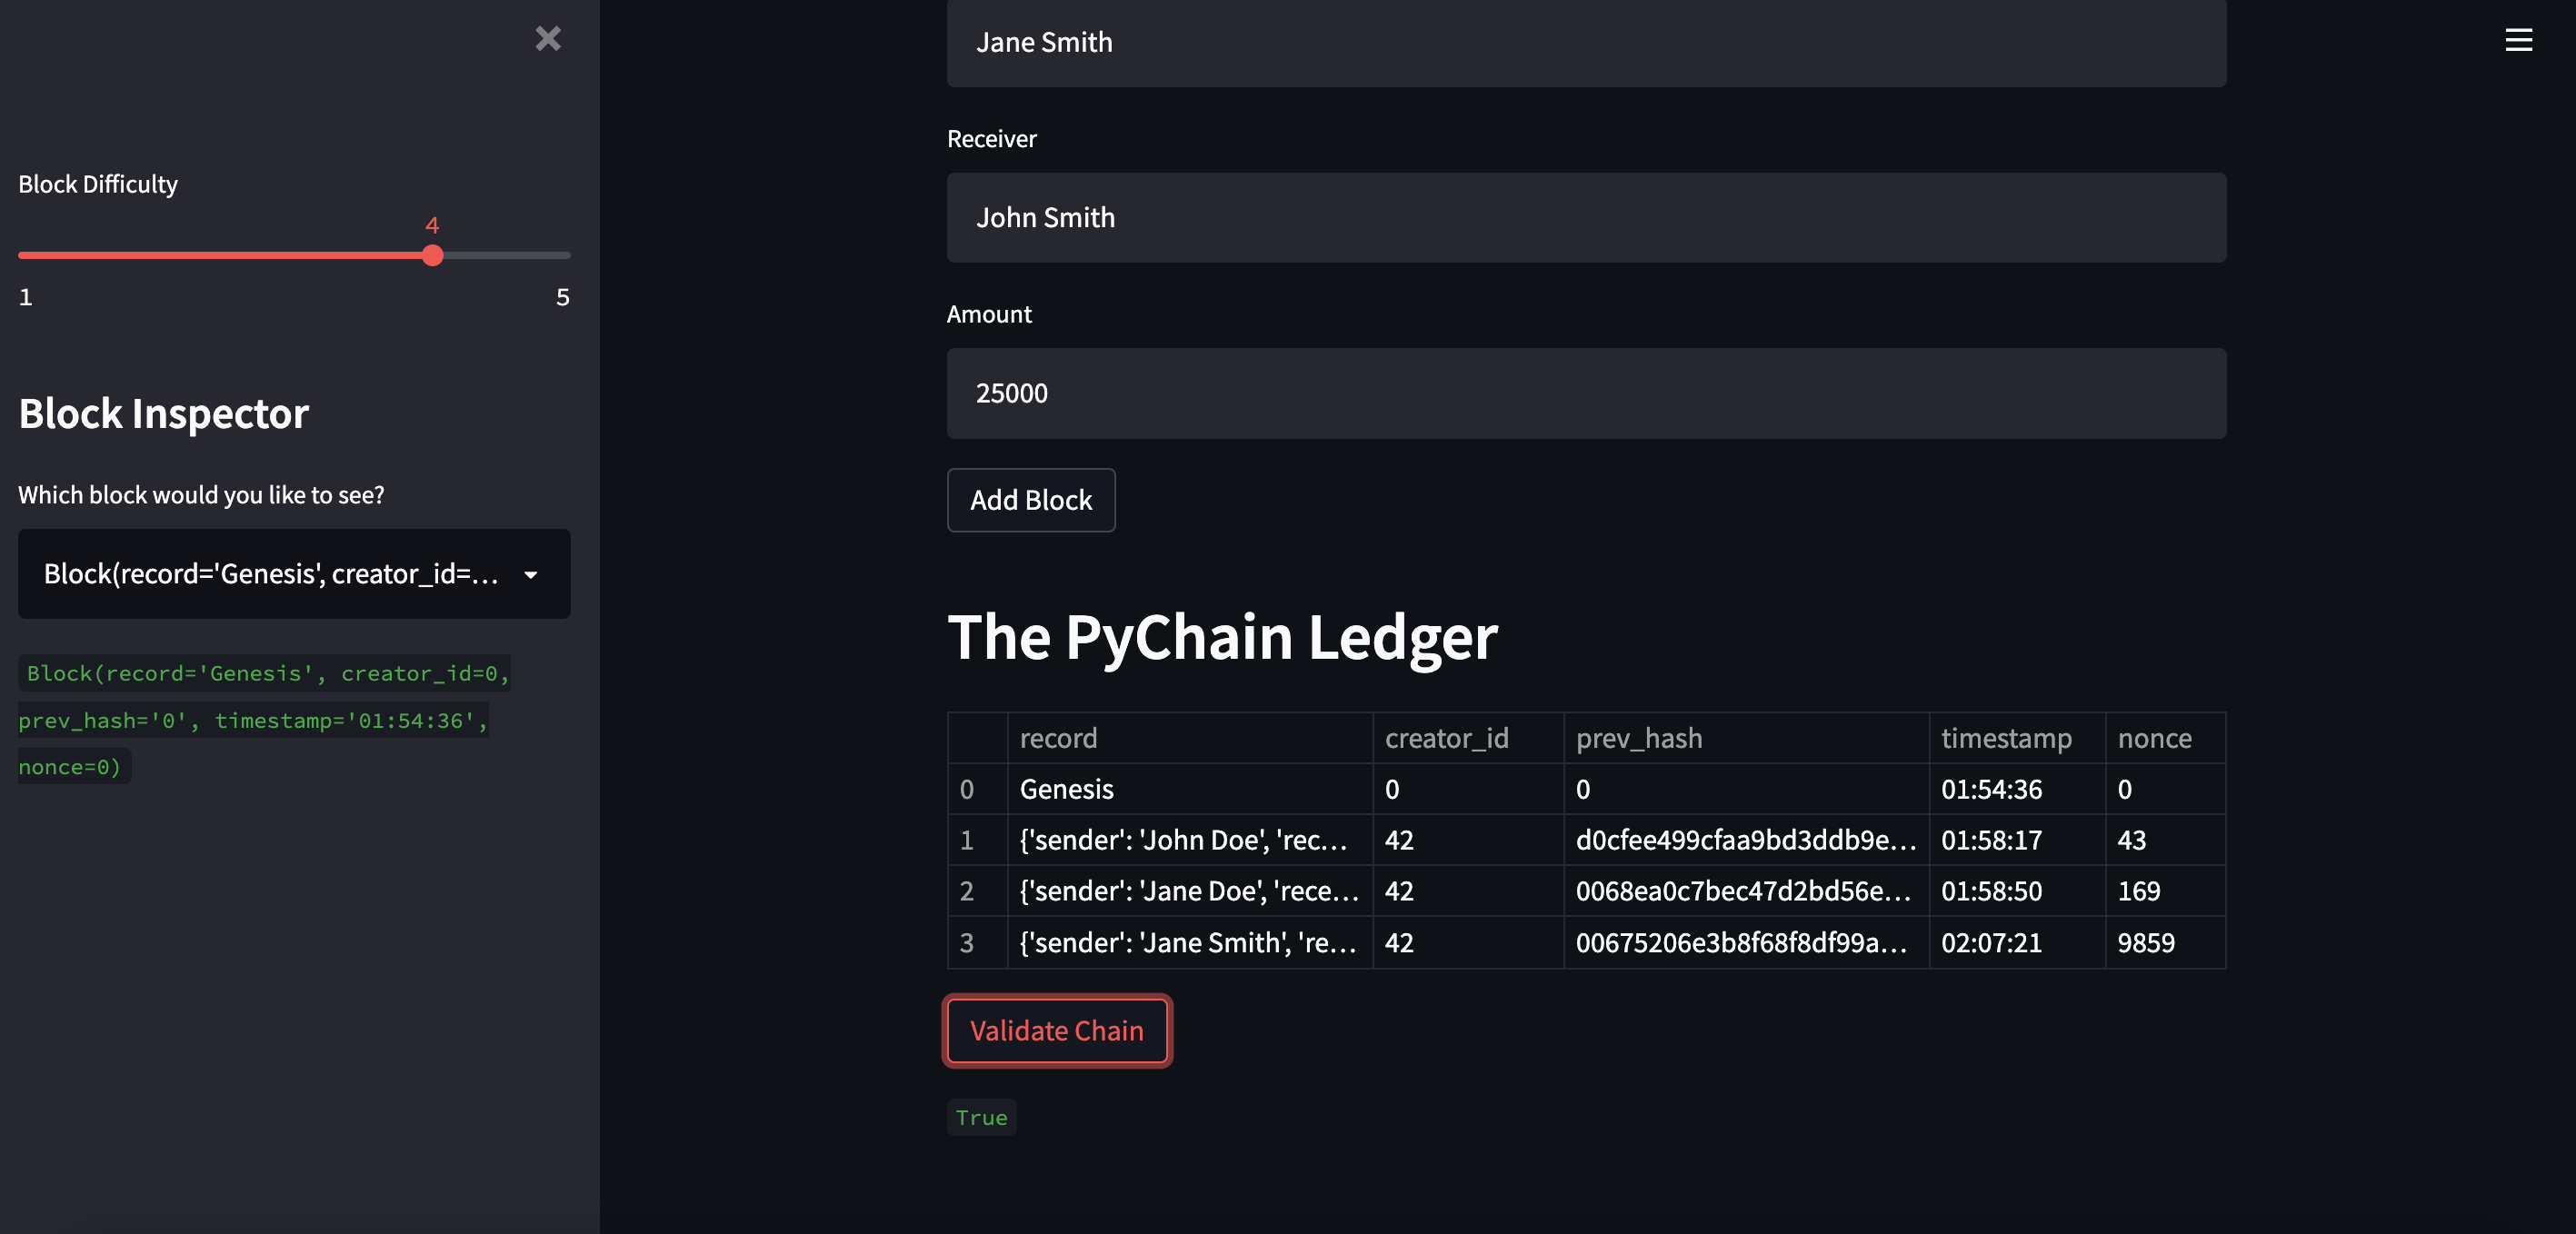 Block Difficulty
4
1 5
Block Inspector
Which block would you like to see?
Block(record='Genesis', creator_id=...
Block(record='Genesis', creator_id=0,
prev_hash='0', timestamp='01:54:36',
nonce=0)
Jane Smith
Receiver
John Smith
Amount
25000
Add Block
The PyChain Ledger
record creator_id prev_hash timestamp nonce
0 Genesis 0 0 01:54:36 0
1 {'sender': 'John Doe', 'rec... 42 d0cfee499cfaa9bd3ddb9e... 01:58:17 43
2 {'sender': 'Jane Doe', 'rece... 42 0068ea0c7bec47d2bd56e... 01:58:50 169
3 {'sender': 'Jane Smith', 're... 42 00675206e3b8f68f8df99a... 02:07:21 9859
Validate Chain
True